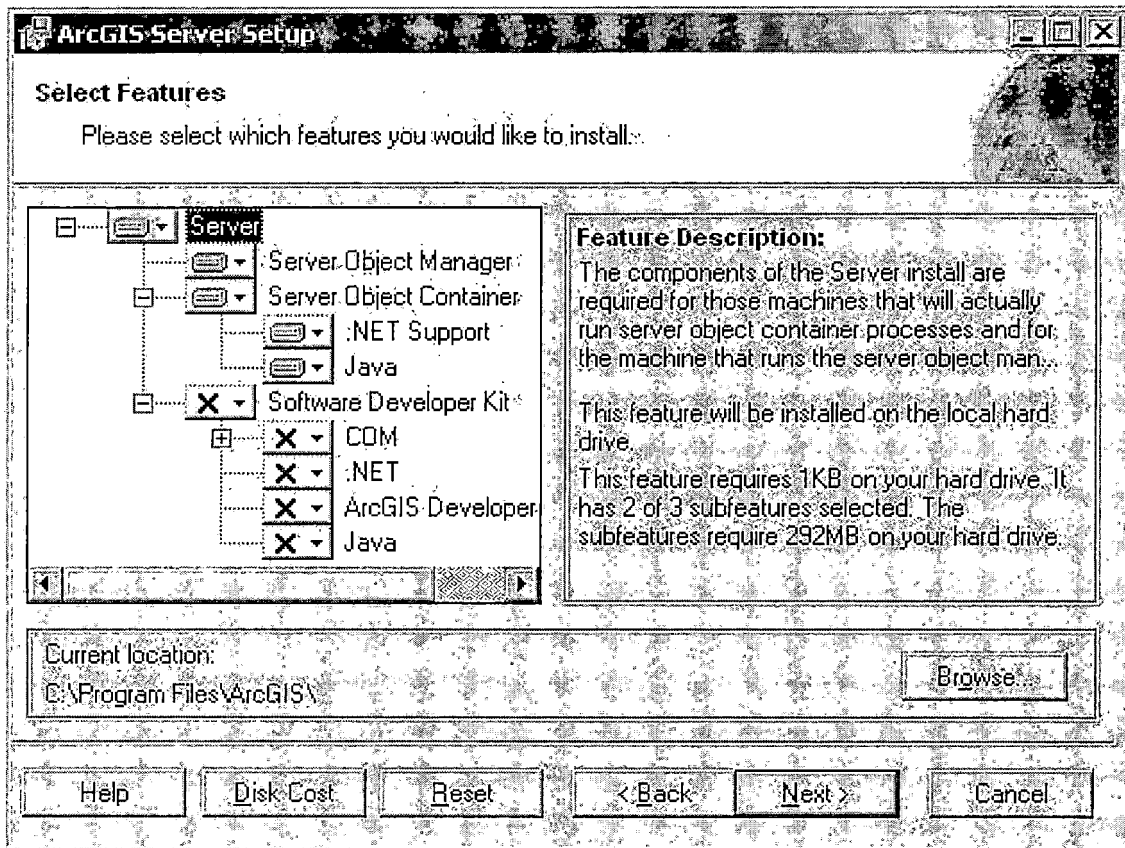 ArcGIS Server Setup
Select Features
Please select which features you would like to install.
Server
Server Object Manager
Server Object Container
.NET Support
Java
Software Developer Kit
COM
.NET
ArcGIS Developer
Java
Feature Description:
The components of the Server install are
required for those machines that will actually
run server object container processes and for
the machine that runs the server object man...
This feature will be installed on the local hard
drive.
This feature requires 1KB on your hard drive. It
has 2 of 3 subfeatures selected. The
subfeatures require 292MB on your hard drive.
Current location:
C:\Program Files\ArcGIS\
Browse...
Help
Disk Cost
Reset
< Back
Next >
Cancel